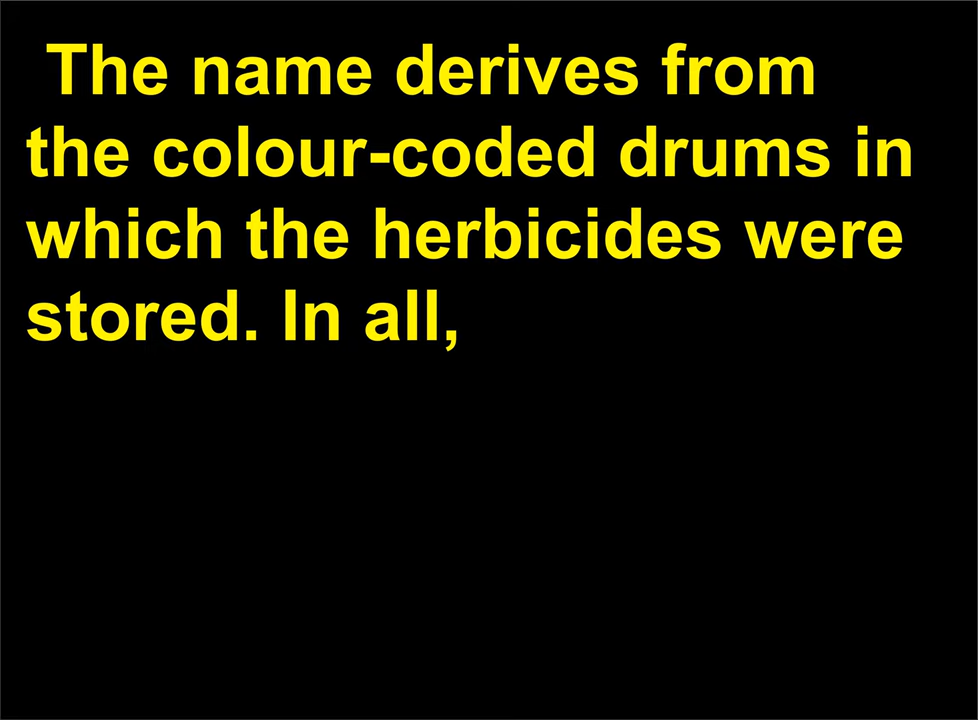 The name derives from
the colour-coded drums in
which the herbicides were
stored. In all,